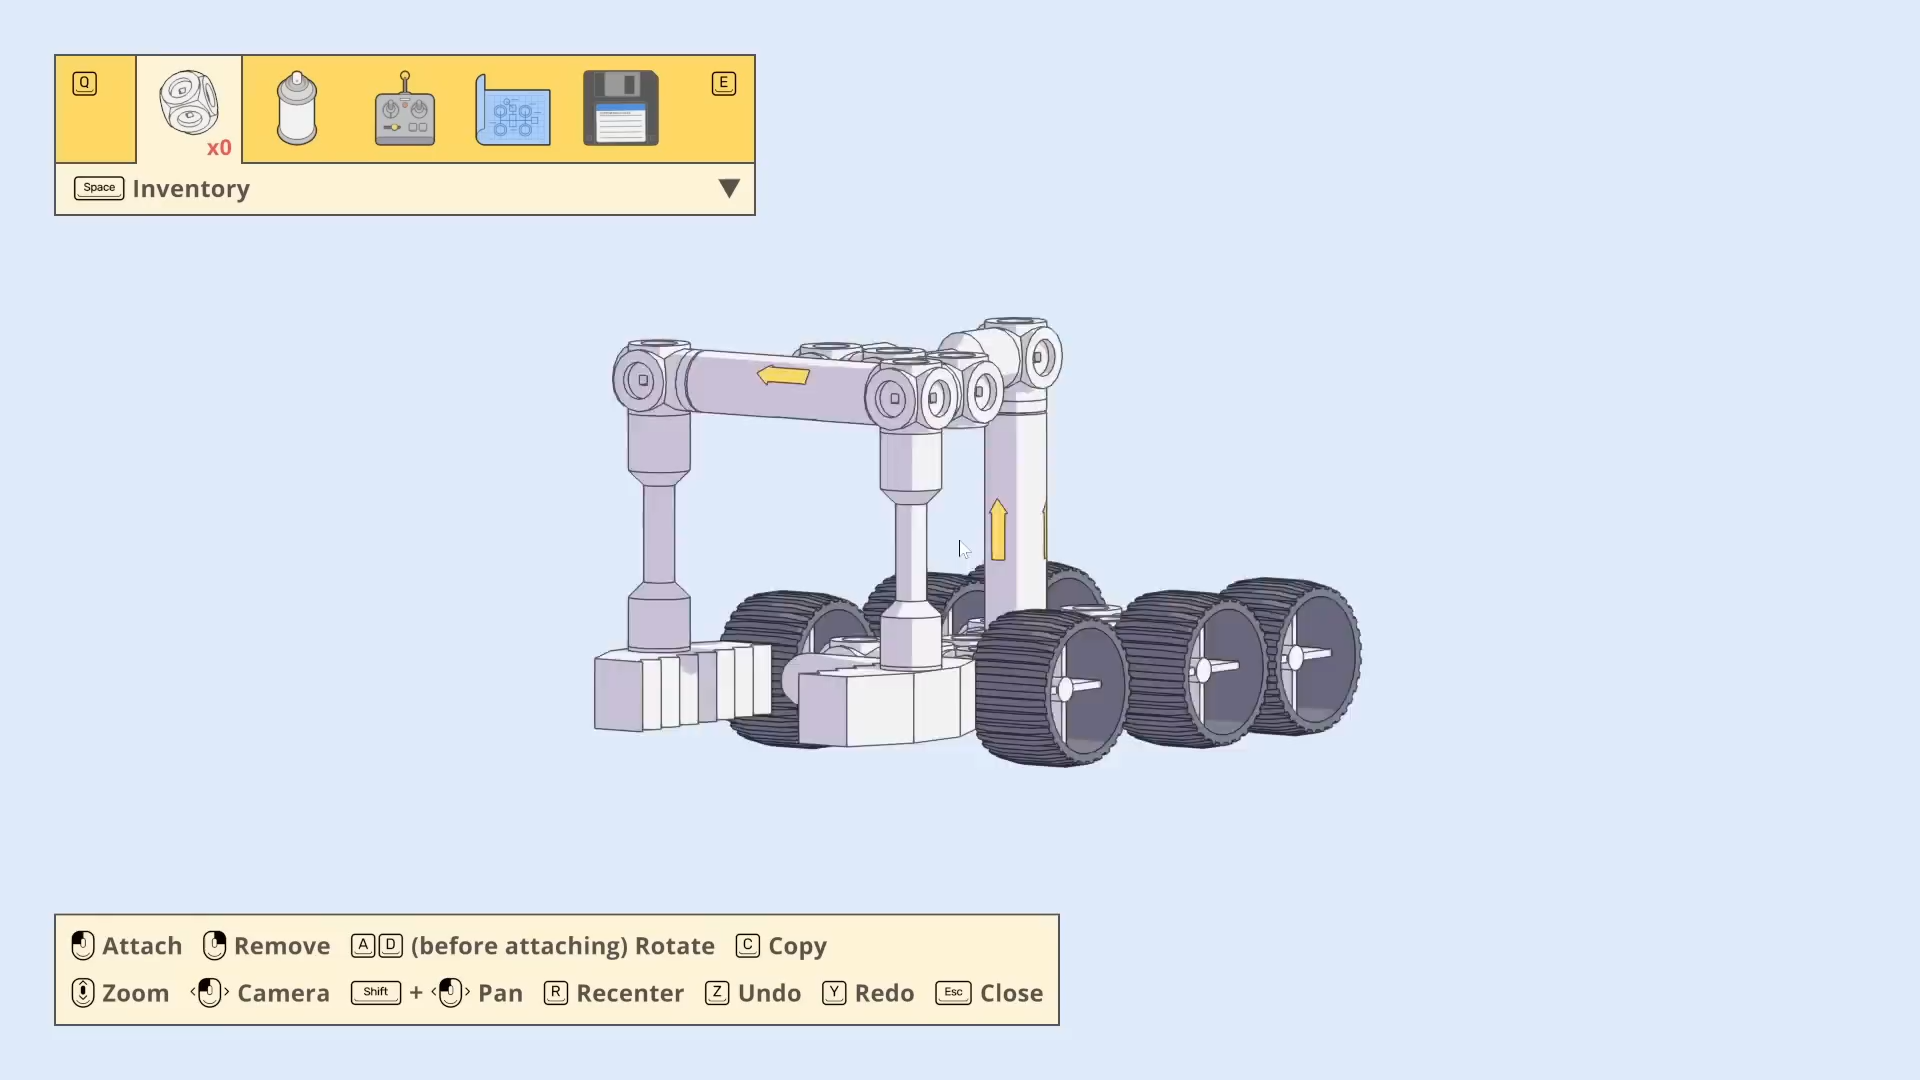 Q
E
x0
Space Inventory
Attach Remove A D (before attaching) Rotate C Copy
Zoom Camera Shift + Pan R Recenter Z Undo Y Redo Esc Close